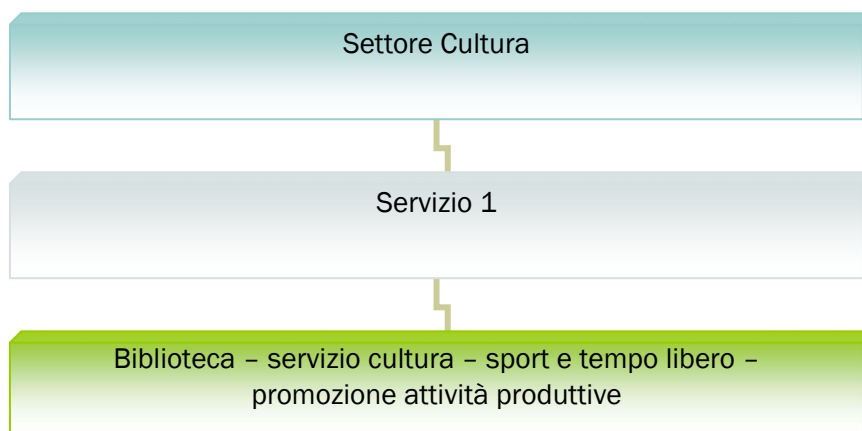 Settore Cultura
Servizio 1
Biblioteca – servizio cultura – sport e tempo libero –
promozione attività produttive